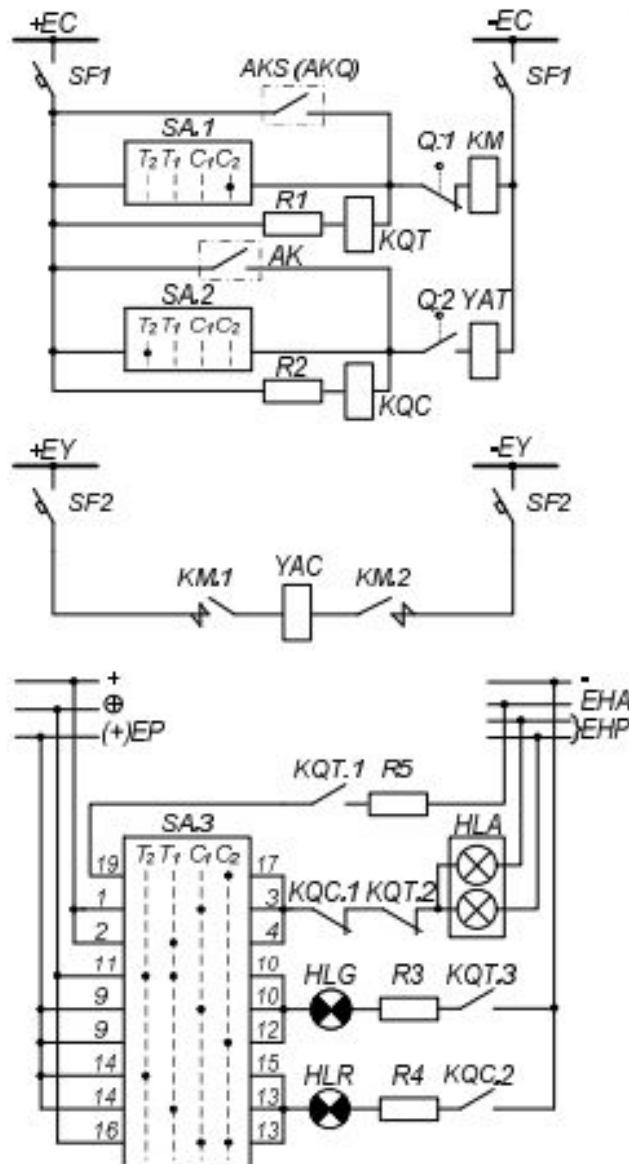 +EC -EC
SF1 AKS (AKQ) SF1
SA.1 Q:1 KM
T2 T1 C1 C2
R1
KQT
AK
SA.2 Q:2 YAT
T2 T1 C1 C2
R2
KQC
+EY -EY
SF2 SF2
KM.1 YAC KM.2
+ -
⊕ EHA
(+)EP }EHP
KQT.1 R5
SA.3 HLA
19 T2 T1 C1 C2 17
1 3 KQC.1 KQT.2
2 4
11 10
9 10 HLG R3 KQT.3
9 12
14 15
14 13 HLR R4 KQC.2
16 13